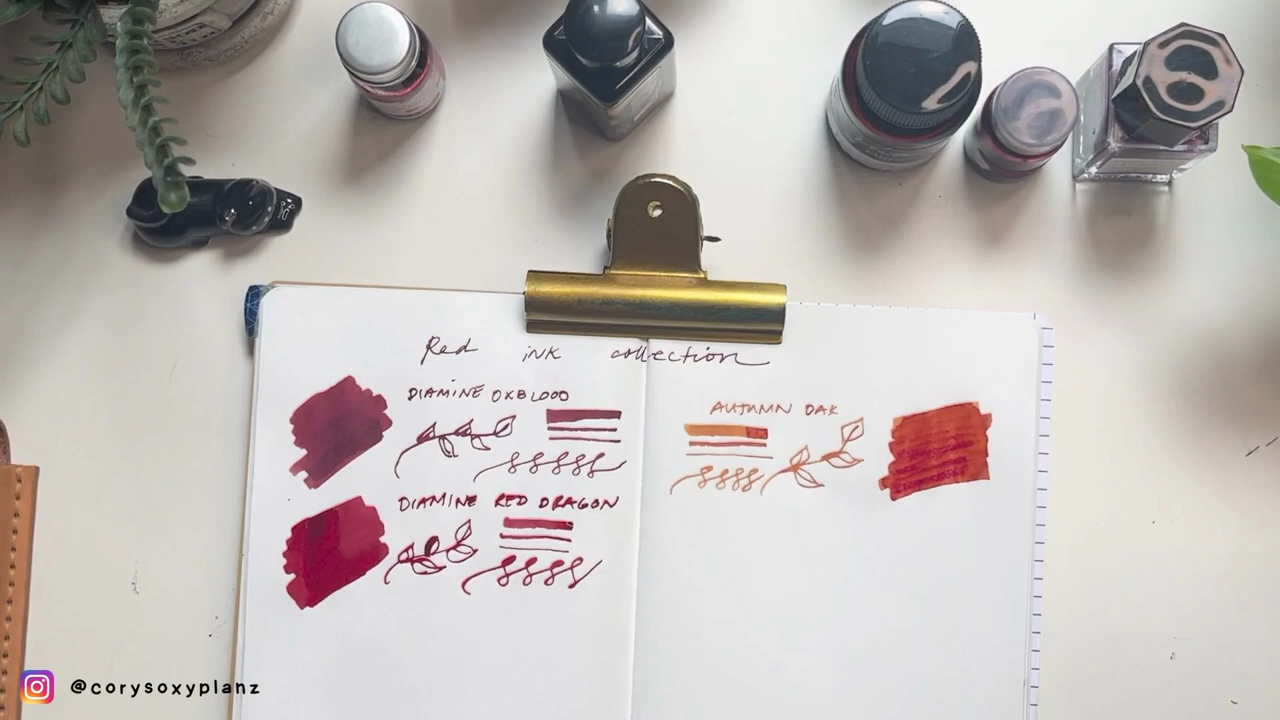 Red ink collection
DIAMINE OXBLOOD
DIAMINE RED DRAGON
AUTUMN OAK
@corysoxyplanz